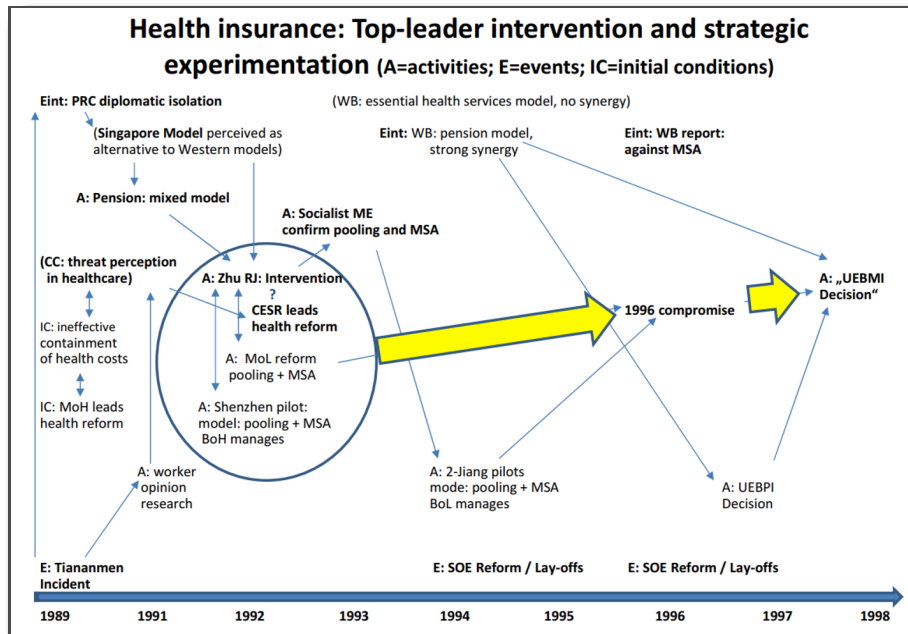 Health insurance: Top-leader intervention and strategic
experimentation (A=activities; E=events; IC=initial conditions)
Eint: PRC diplomatic isolation
(WB: essential health services model, no synergy)
(Singapore Model perceived as
alternative to Western models)
Eint: WB: pension model,
strong synergy
Eint: WB report:
against MSA
A: Pension: mixed model
A: Socialist ME
confirm pooling and MSA
(CC: threat perception
in healthcare)
A: Zhu RJ: Intervention
?
CESR leads
health reform
1996 compromise
A: „UEBMI
Decision“
IC: ineffective
containment
of health costs
A: MoL reform
pooling + MSA
IC: MoH leads
health reform
A: Shenzhen pilot:
model: pooling + MSA
BoH manages
A: worker
opinion
research
A: 2-Jiang pilots
mode: pooling + MSA
BoL manages
A: UEBPI
Decision
E: Tiananmen
Incident
E: SOE Reform / Lay-offs
E: SOE Reform / Lay-offs
1989 1991 1992 1993 1994 1995 1996 1997 1998